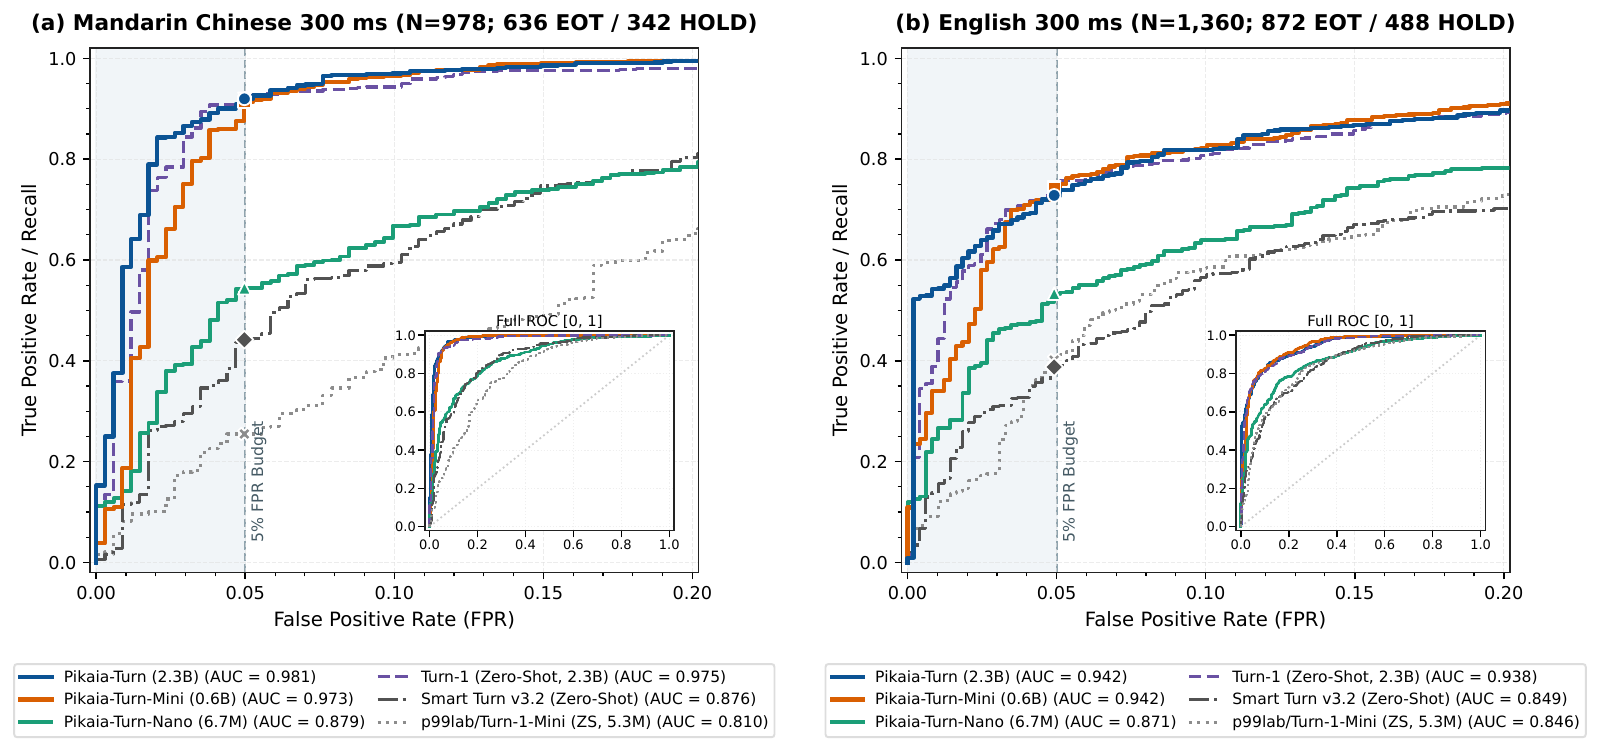 (a) Mandarin Chinese 300 ms (N=978; 636 EOT / 342 HOLD)
True Positive Rate / Recall
1.0
0.8
0.6
0.4
0.2
0.0
5% FPR Budget
Full ROC [0, 1]
1.0
0.8
0.6
0.4
0.2
0.0
0.0 0.2 0.4 0.6 0.8 1.0
0.00 0.05 0.10 0.15 0.20
False Positive Rate (FPR)
Pikaia-Turn (2.3B) (AUC = 0.981)
Pikaia-Turn-Mini (0.6B) (AUC = 0.973)
Pikaia-Turn-Nano (6.7M) (AUC = 0.879)
Turn-1 (Zero-Shot, 2.3B) (AUC = 0.975)
Smart Turn v3.2 (Zero-Shot) (AUC = 0.876)
p99lab/Turn-1-Mini (ZS, 5.3M) (AUC = 0.810)
(b) English 300 ms (N=1,360; 872 EOT / 488 HOLD)
True Positive Rate / Recall
1.0
0.8
0.6
0.4
0.2
0.0
5% FPR Budget
Full ROC [0, 1]
1.0
0.8
0.6
0.4
0.2
0.0
0.0 0.2 0.4 0.6 0.8 1.0
0.00 0.05 0.10 0.15 0.20
False Positive Rate (FPR)
Pikaia-Turn (2.3B) (AUC = 0.942)
Pikaia-Turn-Mini (0.6B) (AUC = 0.942)
Pikaia-Turn-Nano (6.7M) (AUC = 0.871)
Turn-1 (Zero-Shot, 2.3B) (AUC = 0.938)
Smart Turn v3.2 (Zero-Shot) (AUC = 0.849)
p99lab/Turn-1-Mini (ZS, 5.3M) (AUC = 0.846)